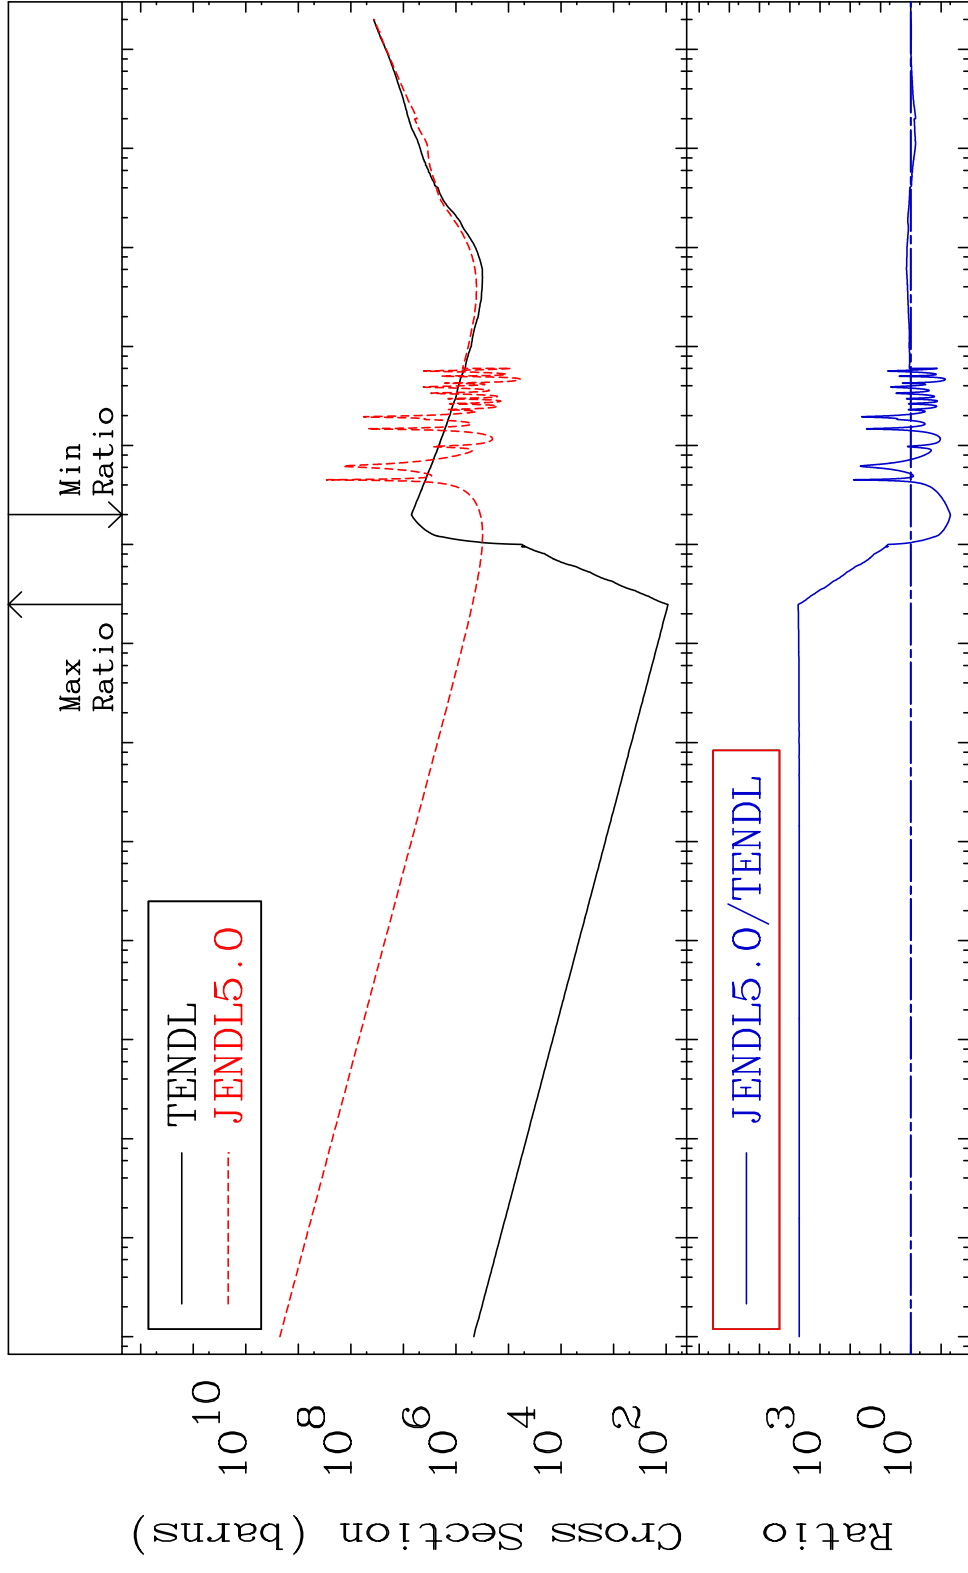 Max
Ratio
Min
Ratio
TENDL
JENDL5.0
10 10
10 8
10 6
10 4
10 2
Cross Section (barns)
JENDL5.0/TENDL
10 3
10 0
Ratio